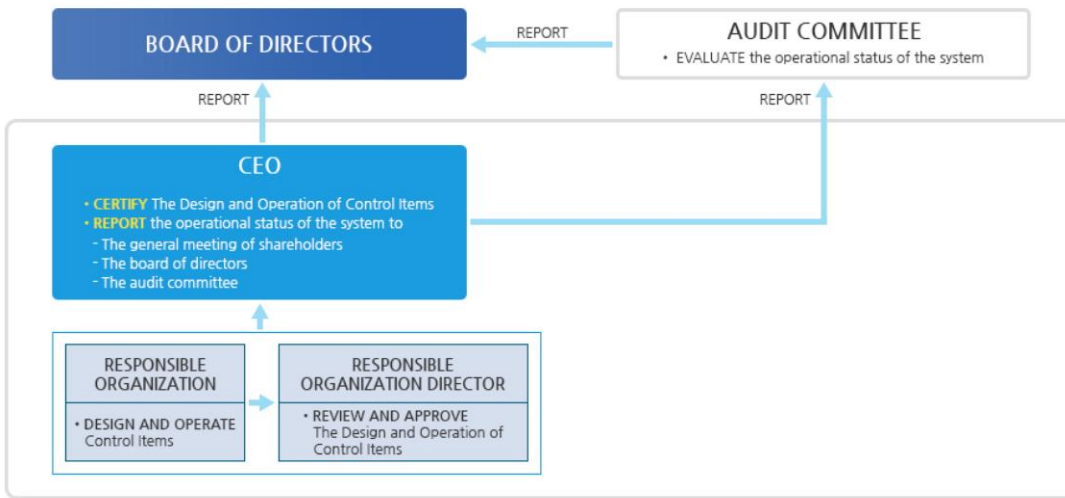 BOARD OF DIRECTORS
REPORT
AUDIT COMMITTEE
• EVALUATE the operational status of the system
REPORT
REPORT
CEO
• CERTIFY The Design and Operation of Control Items
• REPORT the operational status of the system to
- The general meeting of shareholders
- The board of directors
- The audit committee
RESPONSIBLE
ORGANIZATION
• DESIGN AND OPERATE
Control Items
RESPONSIBLE
ORGANIZATION DIRECTOR
• REVIEW AND APPROVE
The Design and Operation of
Control Items